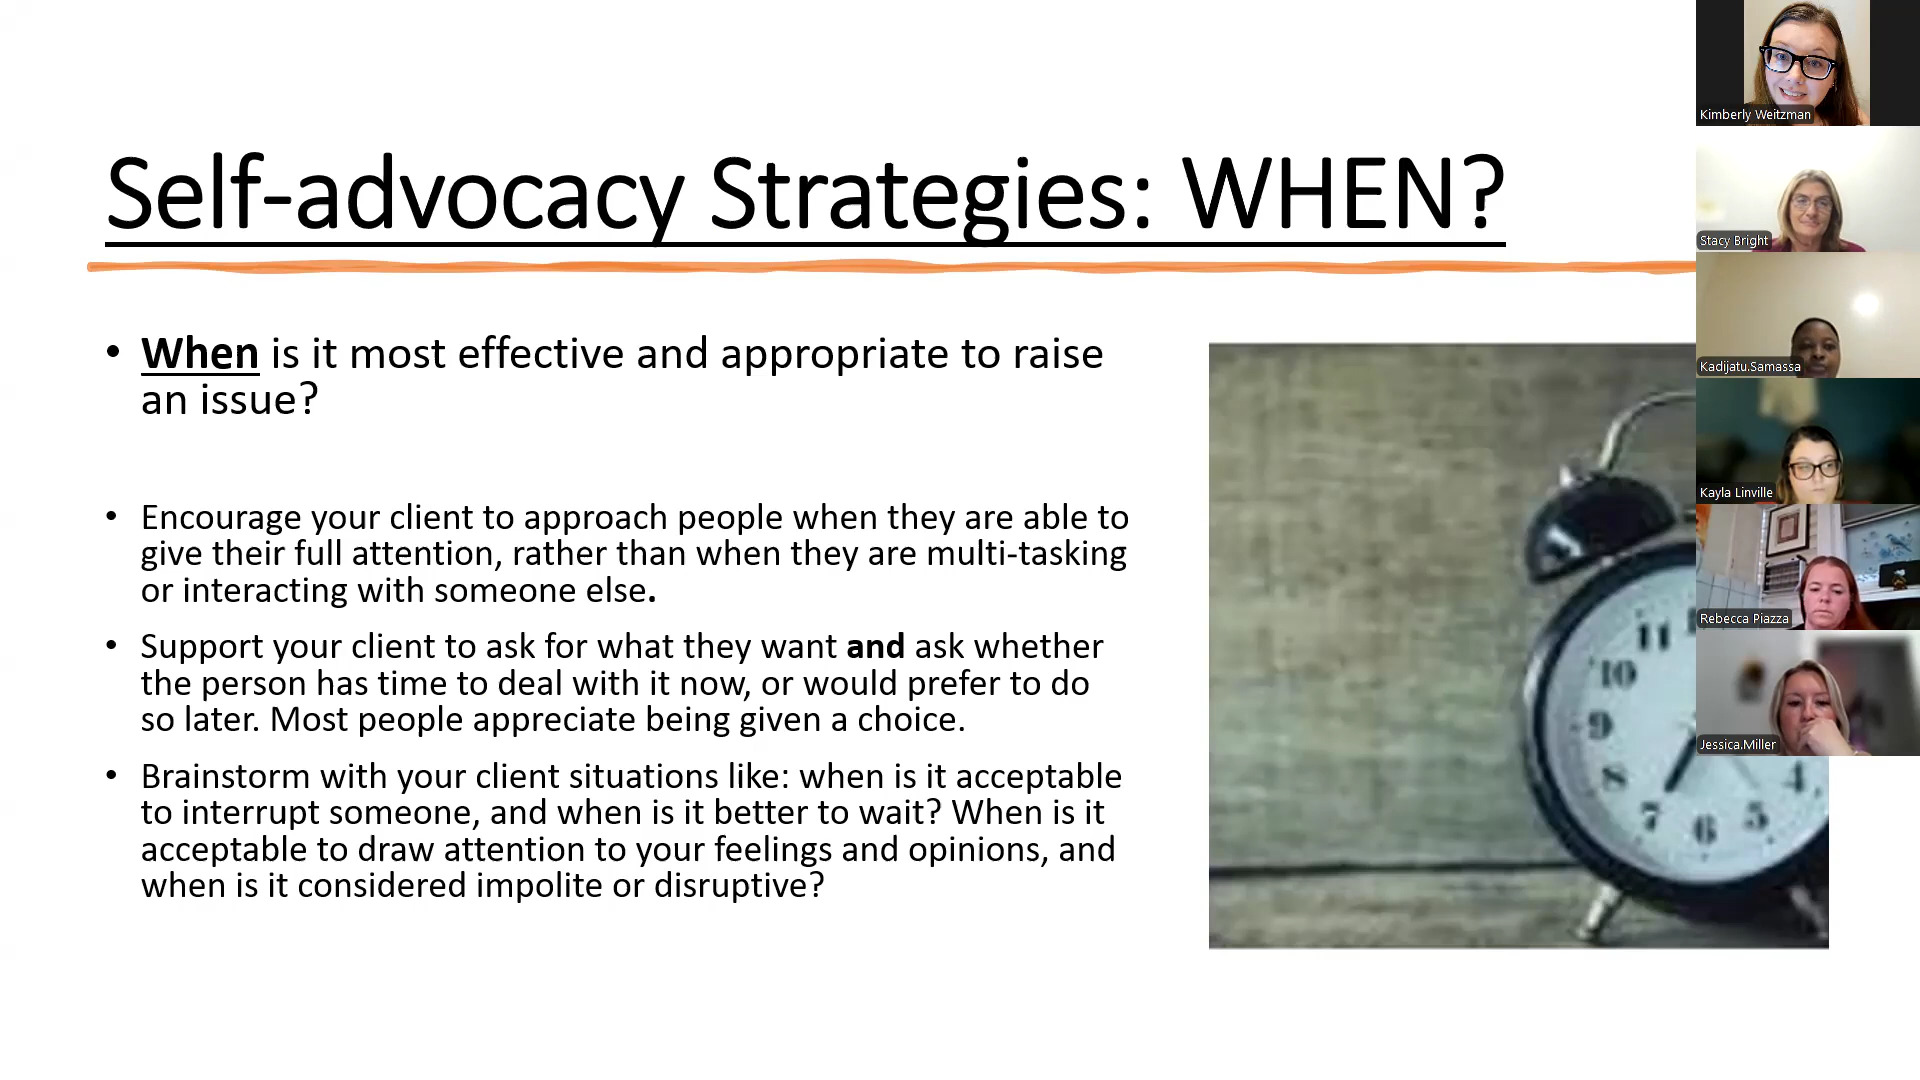 Self-advocacy Strategies: WHEN?
• When is it most effective and appropriate to raise
an issue?
• Encourage your client to approach people when they are able to
give their full attention, rather than when they are multi-tasking
or interacting with someone else.
• Support your client to ask for what they want and ask whether
the person has time to deal with it now, or would prefer to do
so later. Most people appreciate being given a choice.
• Brainstorm with your client situations like: when is it acceptable
to interrupt someone, and when is it better to wait? When is it
acceptable to draw attention to your feelings and opinions, and
when is it considered impolite or disruptive?
11
10
9
8
7
6
5
4
Kimberly Weitzman
Stacy Bright
Kadijatu.Samassa
Kayla Linville
Rebecca Piazza
Jessica.Miller